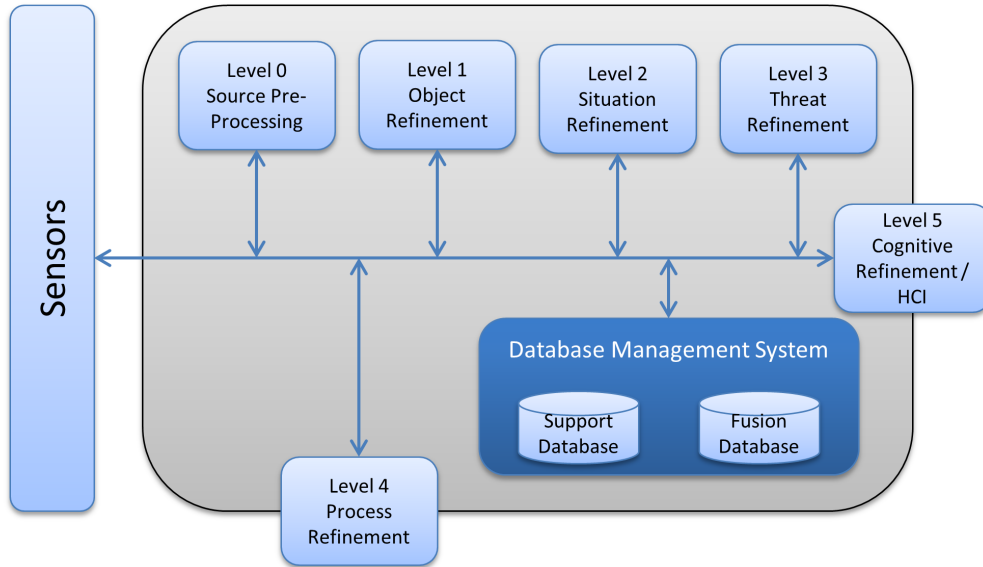 Sensors
Level 0
Source Pre-
Processing
Level 1
Object
Refinement
Level 2
Situation
Refinement
Level 3
Threat
Refinement
Level 5
Cognitive
Refinement /
HCI
Database Management System
Support
Database
Fusion
Database
Level 4
Process
Refinement